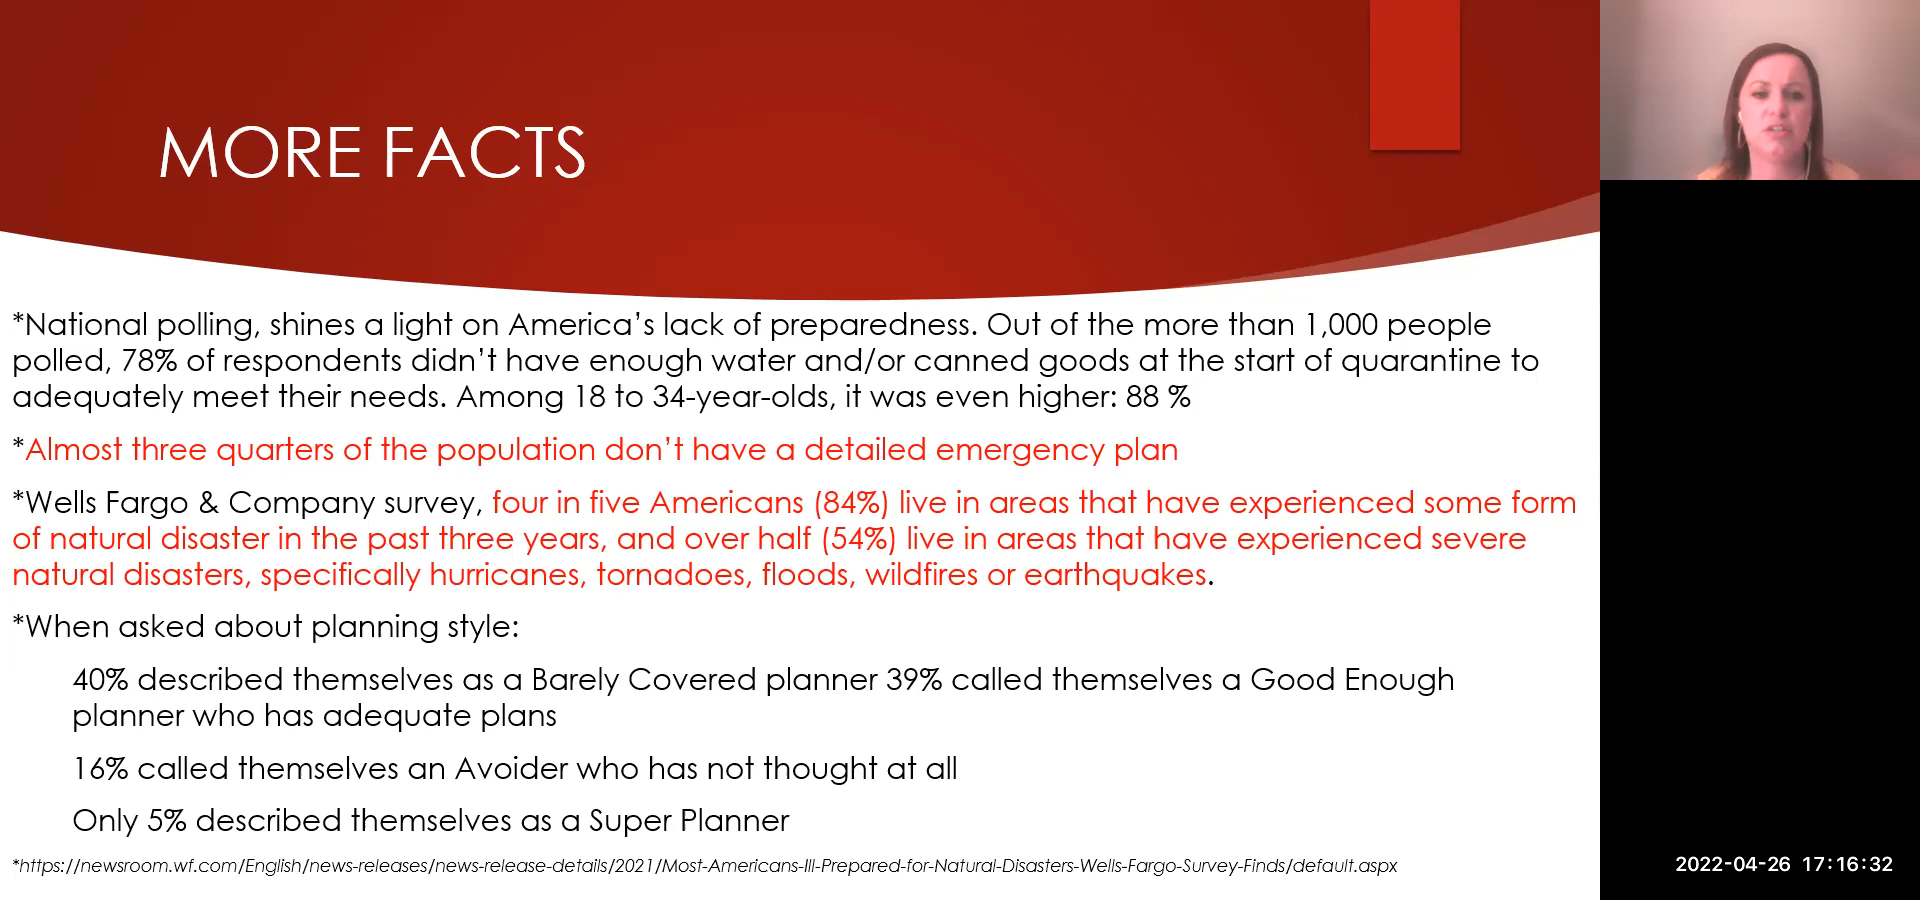 MORE FACTS
*National polling, shines a light on America’s lack of preparedness. Out of the more than 1,000 people
polled, 78% of respondents didn’t have enough water and/or canned goods at the start of quarantine to
adequately meet their needs. Among 18 to 34-year-olds, it was even higher: 88 %
*Almost three quarters of the population don’t have a detailed emergency plan
*Wells Fargo & Company survey, four in five Americans (84%) live in areas that have experienced some form
of natural disaster in the past three years, and over half (54%) live in areas that have experienced severe
natural disasters, specifically hurricanes, tornadoes, floods, wildfires or earthquakes.
*When asked about planning style:
40% described themselves as a Barely Covered planner 39% called themselves a Good Enough
planner who has adequate plans
16% called themselves an Avoider who has not thought at all
Only 5% described themselves as a Super Planner
*https://newsroom.wf.com/English/news-releases/news-release-details/2021/Most-Americans-Ill-Prepared-for-Natural-Disasters-Wells-Fargo-Survey-Finds/default.aspx
2022-04-26 17:16:32